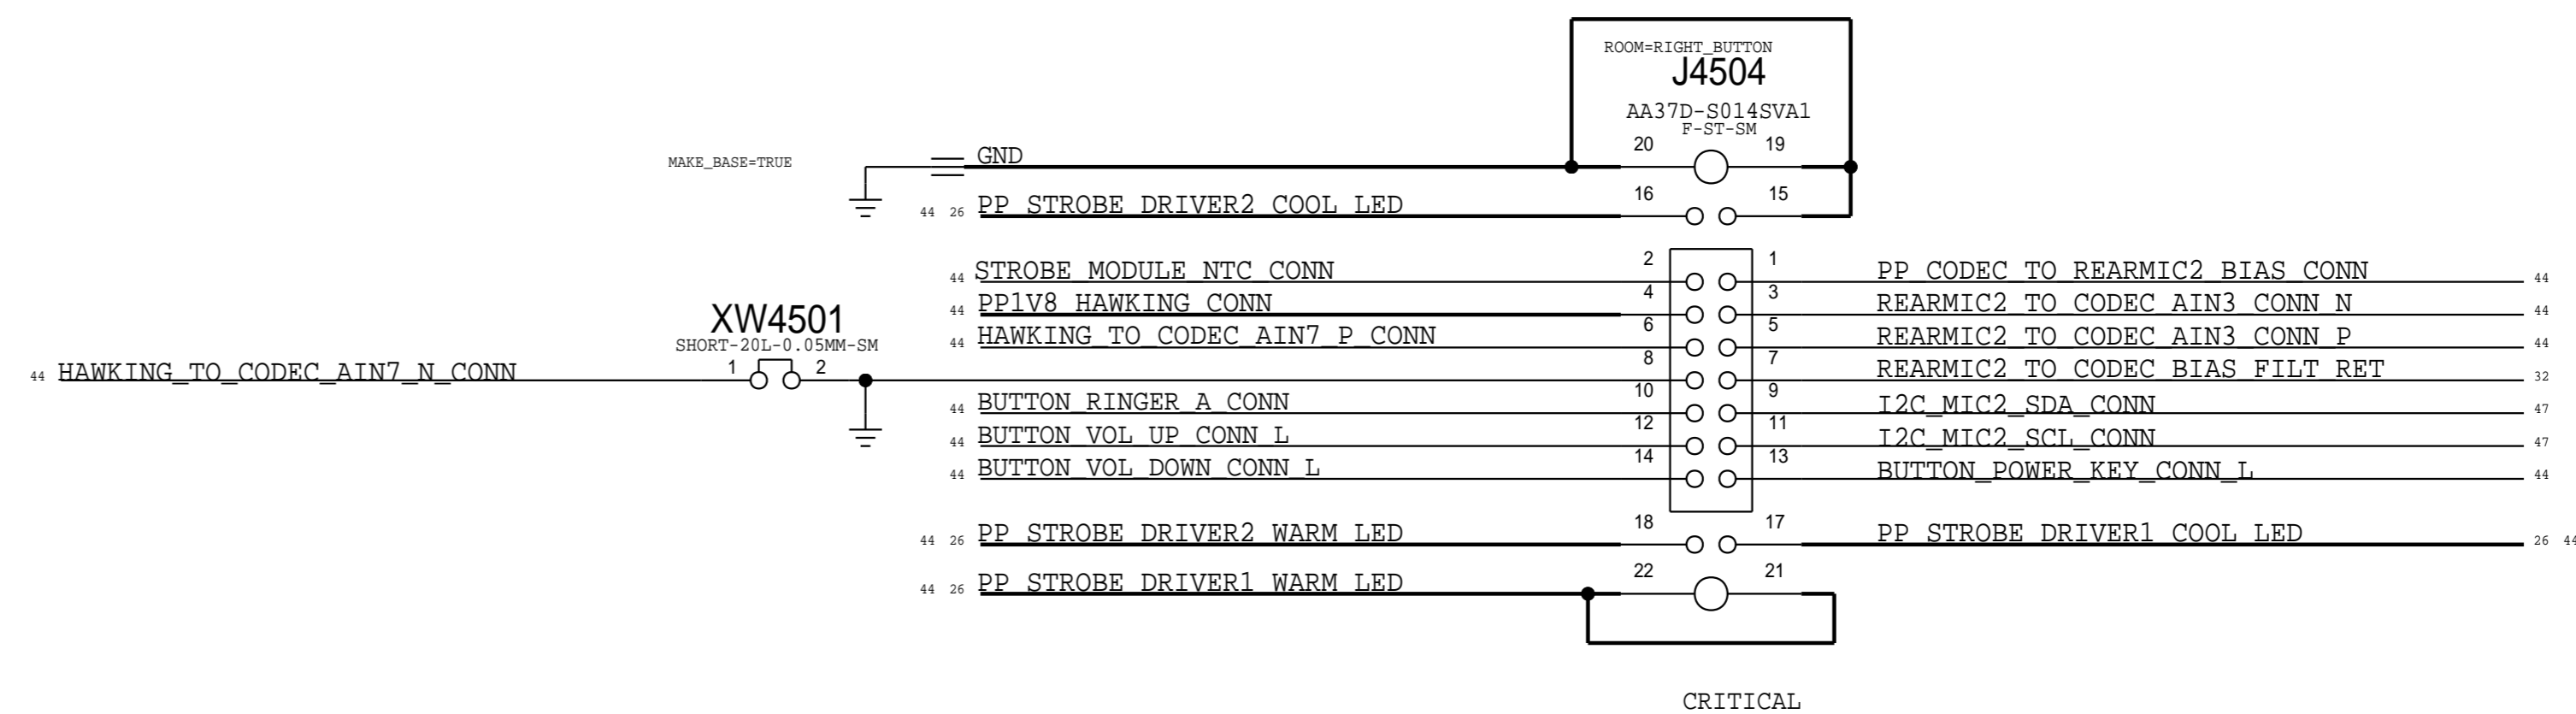 ROOM=RIGHT_BUTTON
J4504
AA37D-S014SVA1
F-ST-SM
MAKE_BASE=TRUE
GND 20 19
44 26 PP_STROBE_DRIVER2_COOL_LED 16 15
44 STROBE_MODULE_NTC_CONN 2 1 PP_CODEC_TO_REARMIC2_BIAS_CONN 44
44 PP1V8_HAWKING_CONN 4 3 REARMIC2_TO_CODEC_AIN3_CONN_N 44
44 HAWKING_TO_CODEC_AIN7_P_CONN 6 5 REARMIC2_TO_CODEC_AIN3_CONN_P 44
XW4501
SHORT-20L-0.05MM-SM
44 HAWKING_TO_CODEC_AIN7_N_CONN 1 2 8 7 REARMIC2_TO_CODEC_BIAS_FILT_RET 32
44 BUTTON_RINGER_A_CONN 10 9 I2C_MIC2_SDA_CONN 47
44 BUTTON_VOL_UP_CONN_L 12 11 I2C_MIC2_SCL_CONN 47
44 BUTTON_VOL_DOWN_CONN_L 14 13 BUTTON_POWER_KEY_CONN_L 44
44 26 PP_STROBE_DRIVER2_WARM_LED 18 17 PP_STROBE_DRIVER1_COOL_LED 26 44
44 26 PP_STROBE_DRIVER1_WARM_LED 22 21
CRITICAL